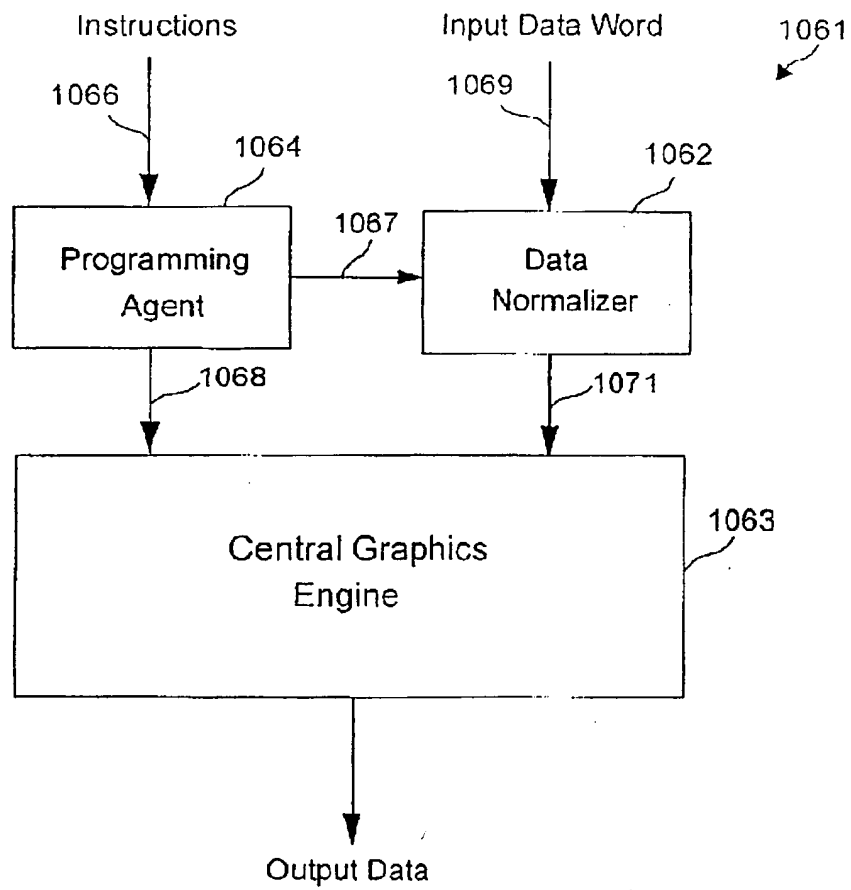 Instructions
Input Data Word
1061
1066
1069
1064
1062
1067
Programming
Agent
Data
Normalizer
1068
1071
1063
Central Graphics
Engine
Output Data